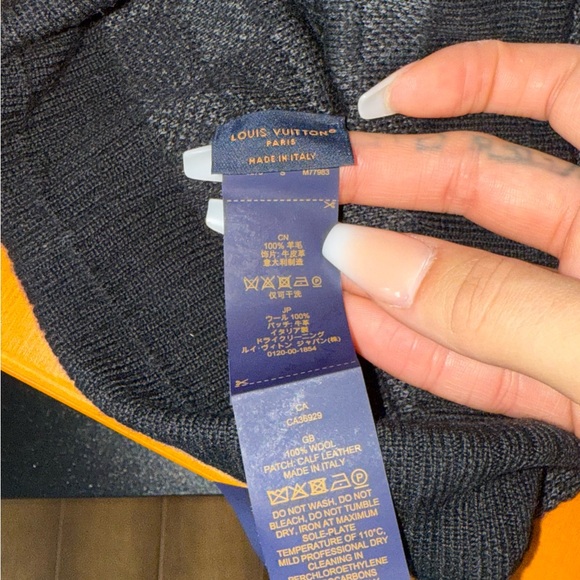 LOUIS VUITTON®
PARIS
MADE IN ITALY
M77983
CN
100% 羊毛
饰片: 牛皮革
意大利制造
仅可干洗
JP
ウール 100%
パッチ: 牛革
イタリア製
ドライクリーニング
ルイ・ヴィトン ジャパン(株)
0120-00-1854
CA
CA36929
GB
100% WOOL
PATCH: CALF LEATHER
MADE IN ITALY
DO NOT WASH, DO NOT
BLEACH, DO NOT TUMBLE
DRY, IRON AT MAXIMUM
SOLE-PLATE
TEMPERATURE OF 110°C,
MILD PROFESSIONAL DRY
CLEANING IN
PERCHLOROETHYLENE